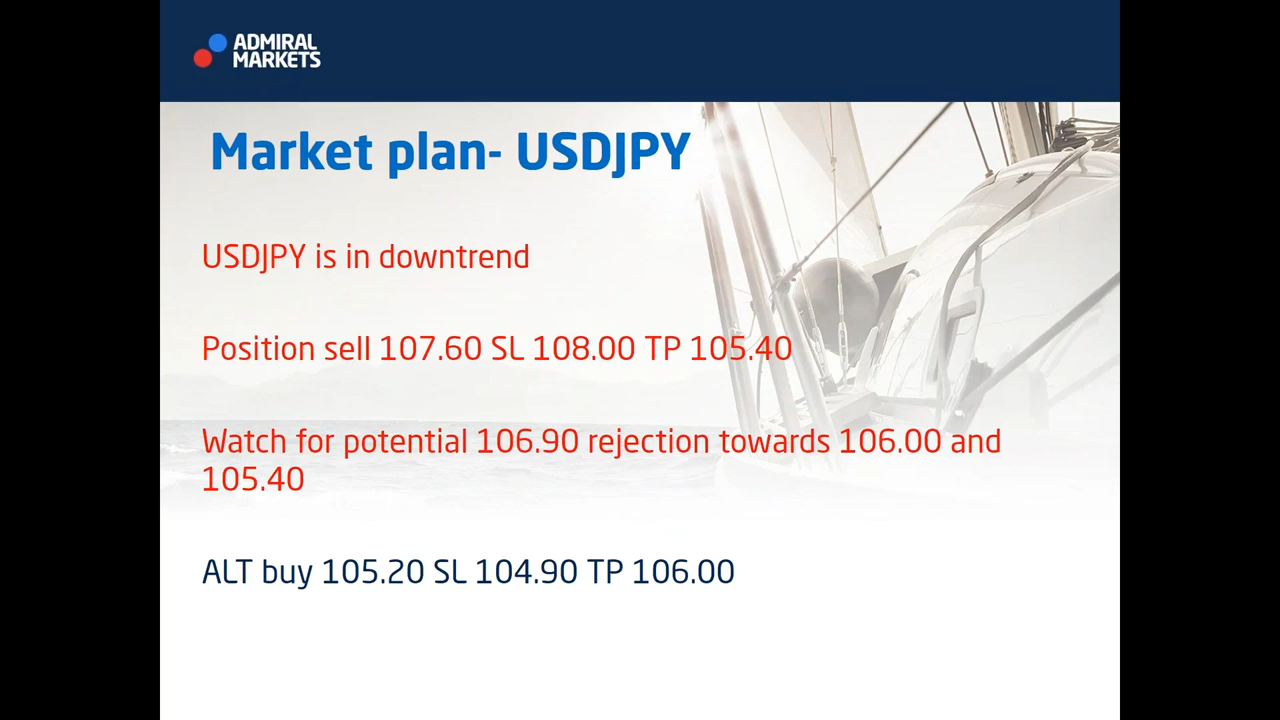 ADMIRAL
MARKETS
Market plan- USDJPY
USDJPY is in downtrend
Position sell 107.60 SL 108.00 TP 105.40
Watch for potential 106.90 rejection towards 106.00 and
105.40
ALT buy 105.20 SL 104.90 TP 106.00